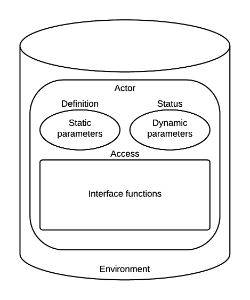 Actor
Definition
Status
Static
parameters
Dynamic
parameters
Access
Interface functions
Environment